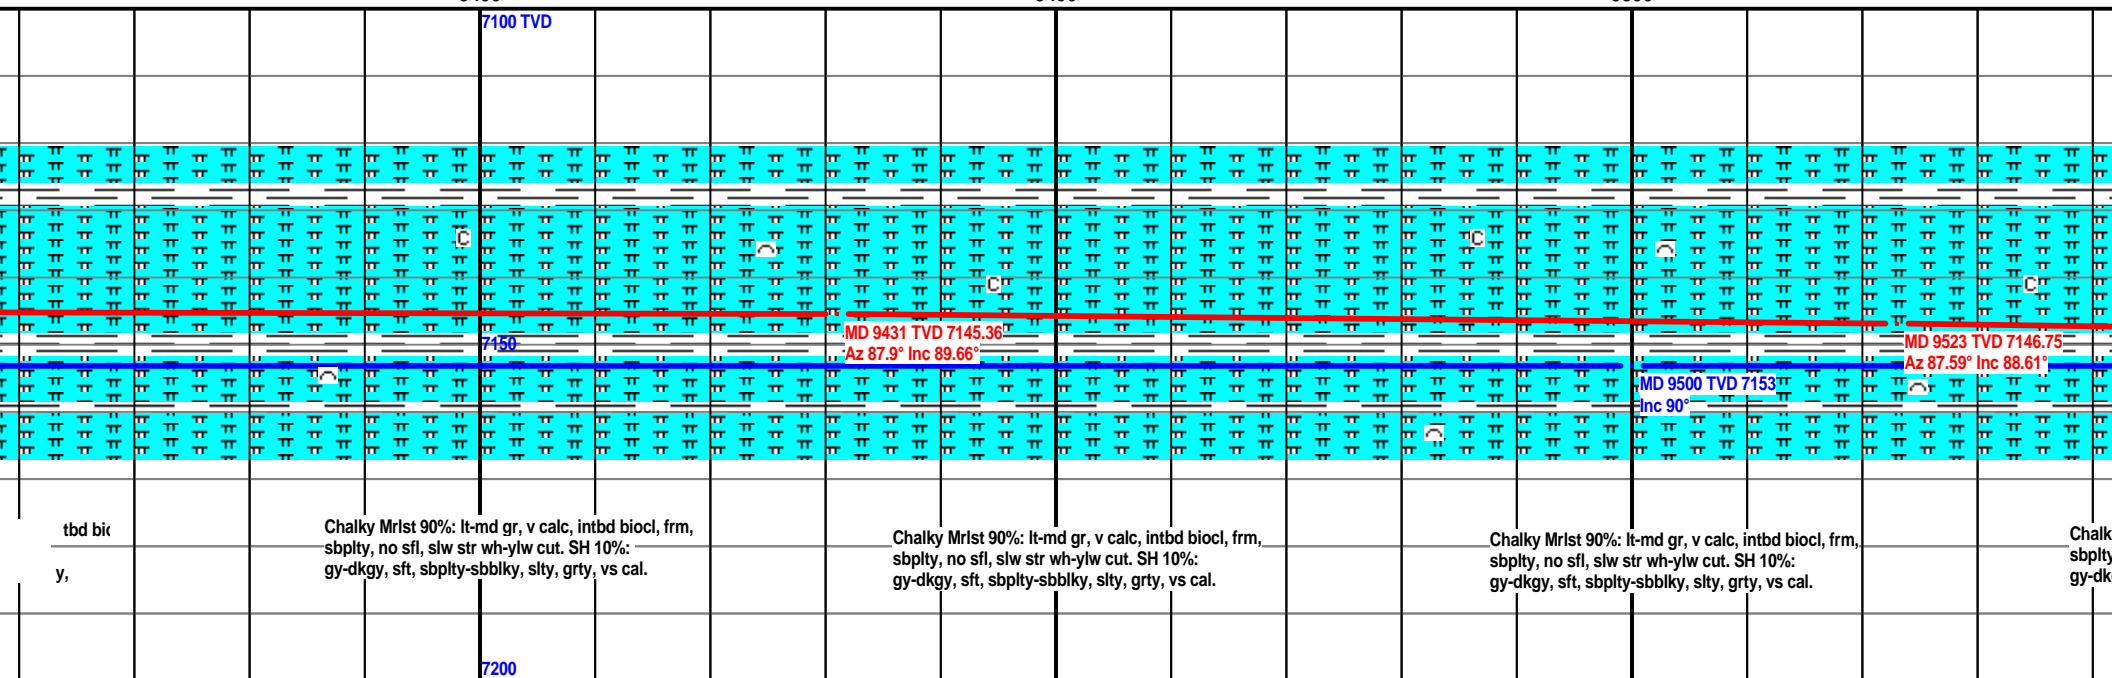 7100 TVD
C
C
C
C
MD 9431 TVD 7145.36
Az 87.9° Inc 89.66°
7150
MD 9523 TVD 7146.75
Az 87.59° Inc 88.61°
MD 9500 TVD 7153
Inc 90°
tbd bio
y,
Chalky Mrlst 90%: lt-md gr, v calc, intbd biocl, frm,
sbplty, no sfl, slw str wh-ylw cut. SH 10%:
gy-dkgy, sft, sbplty-sbblky, slty, grty, vs cal.
Chalky Mrlst 90%: lt-md gr, v calc, intbd biocl, frm,
sbplty, no sfl, slw str wh-ylw cut. SH 10%:
gy-dkgy, sft, sbplty-sbblky, slty, grty, vs cal.
Chalky Mrlst 90%: lt-md gr, v calc, intbd biocl, frm,
sbplty, no sfl, slw str wh-ylw cut. SH 10%:
gy-dkgy, sft, sbplty-sbblky, slty, grty, vs cal.
Chalk
sbplty
gy-dk
7200